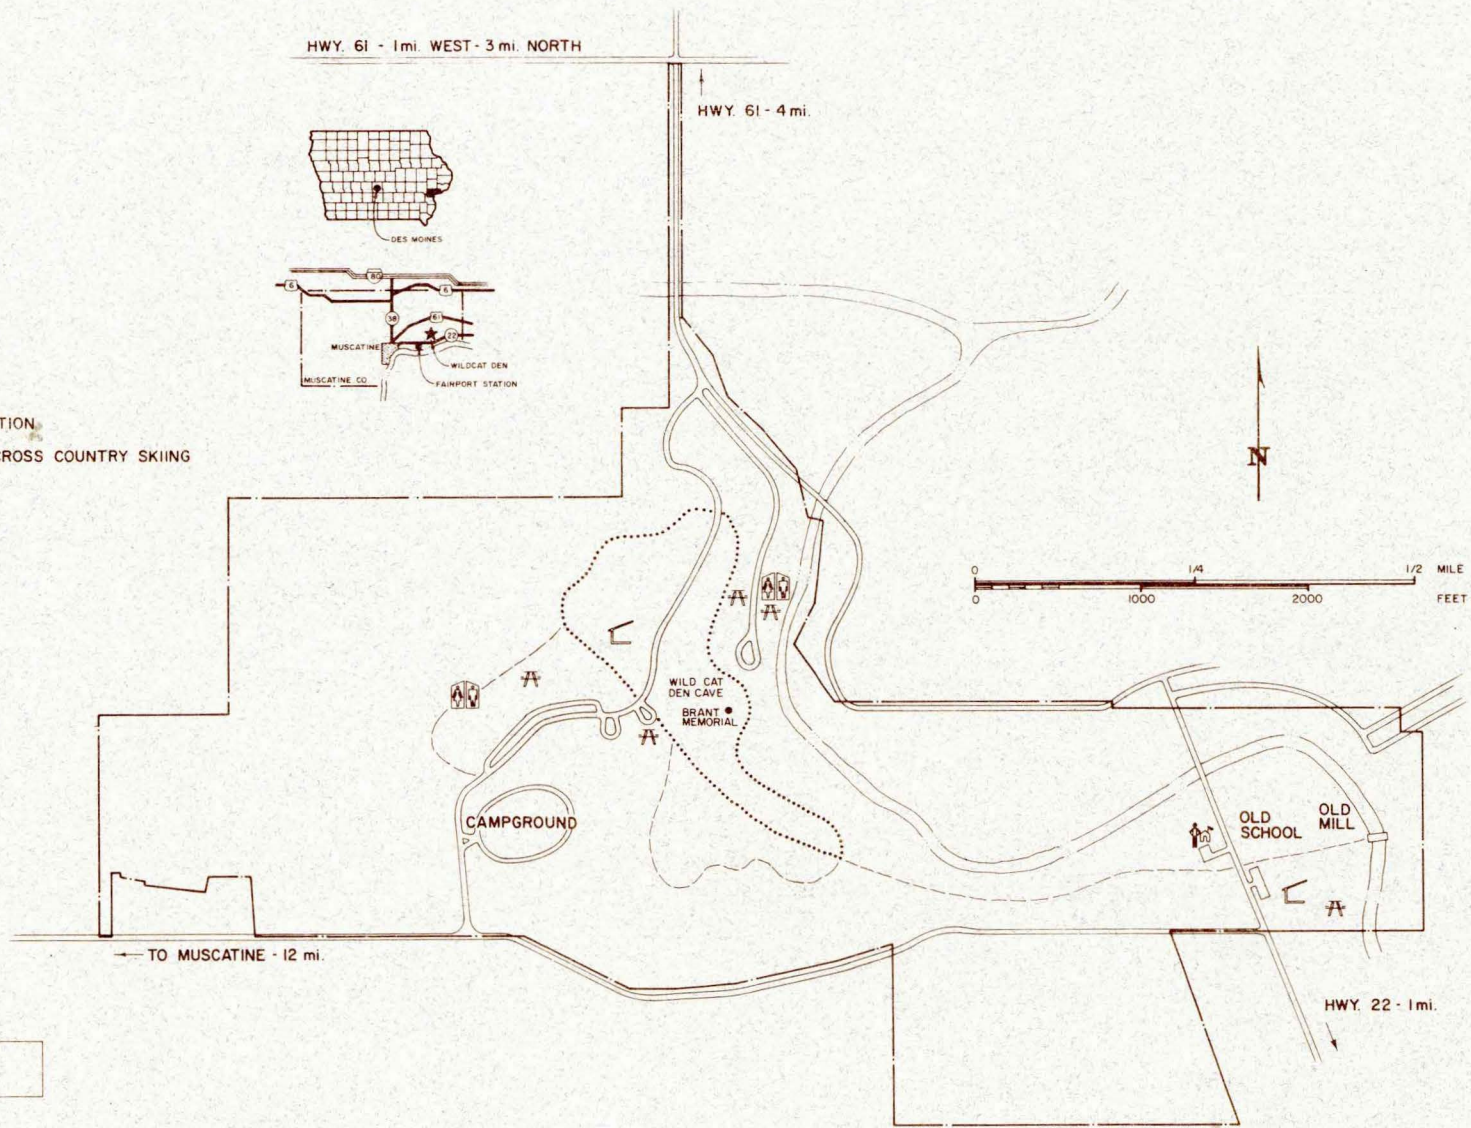 HWY. 61 - 1 mi. WEST - 3 mi. NORTH
HWY. 61 - 4 mi.
DES MOINES
80
6
6
38
61
22
MUSCATINE
WILDCAT DEN
MUSCATINE CO
FAIRPORT STATION
TION
CROSS COUNTRY SKIING
N
0 1/4 1/2 MILE
0 1000 2000 FEET
WILD CAT
DEN CAVE
BRANT
MEMORIAL
CAMPGROUND
OLD
SCHOOL
OLD
MILL
TO MUSCATINE - 12 mi.
HWY. 22 - 1 mi.